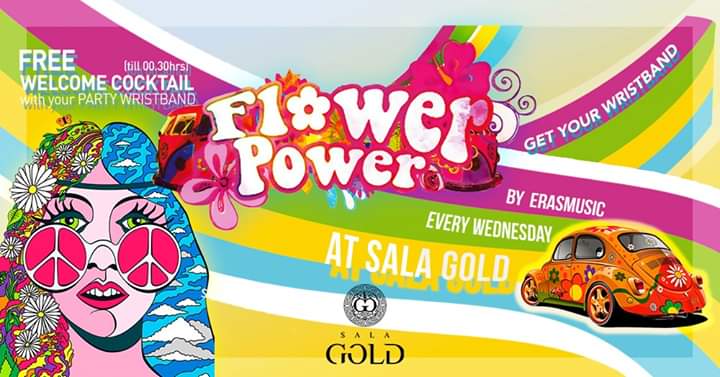 FREE (till 00.30hrs)
WELCOME COCKTAIL
with your PARTY WRISTBAND
Flower
Power
GET YOUR WRISTBAND
BY ERASMUSIC
EVERY WEDNESDAY
AT SALA GOLD
SALA
GOLD